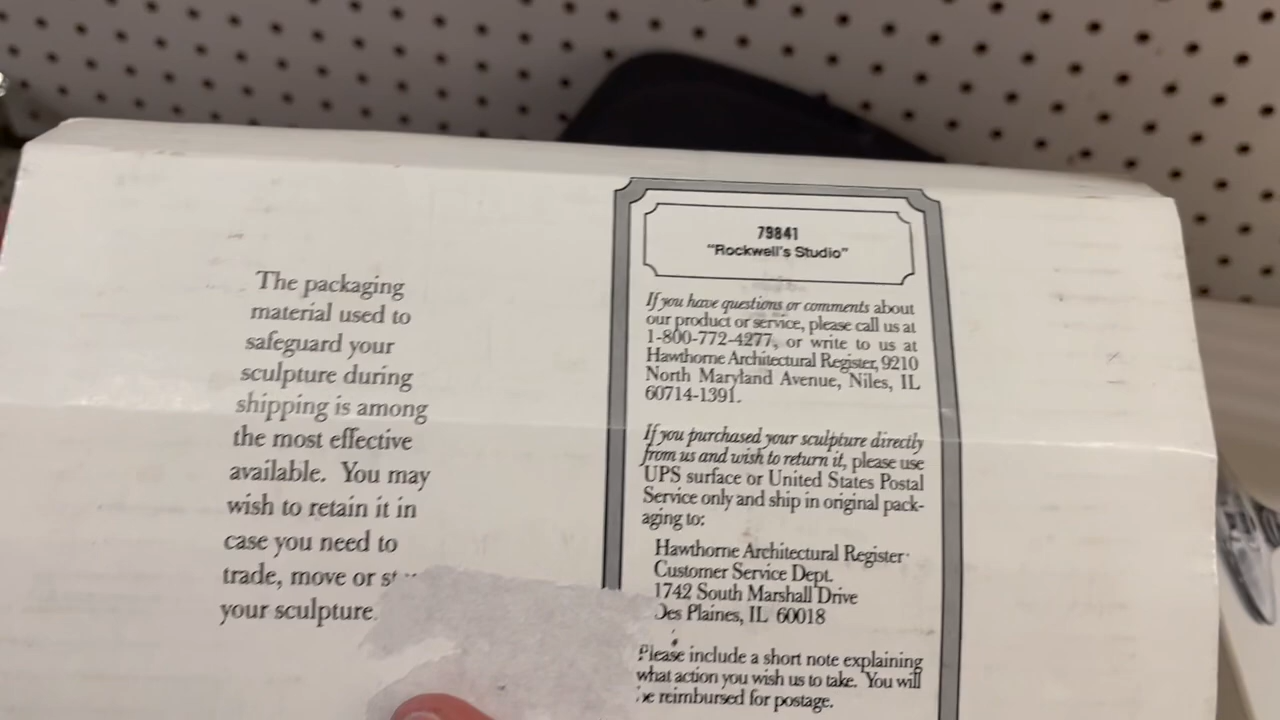 The packaging
material used to
safeguard your
sculpture during
shipping is among
the most effective
available. You may
wish to retain it in
case you need to
trade, move or
your sculpture.
79841
"Rockwell's Studio"
If you have questions or comments about
our product or service, please call us at
1-800-772-4277, or write to us at
Hawthorne Architectural Register, 9210
North Maryland Avenue, Niles, IL
60714-1391.
If you purchased your sculpture directly
from us and wish to return it, please use
UPS surface or United States Postal
Service only and ship in original pack-
aging to:
Hawthorne Architectural Register
Customer Service Dept.
1742 South Marshall Drive
Des Plaines, IL 60018
Please include a short note explaining
what action you wish us to take. You will
be reimbursed for postage.